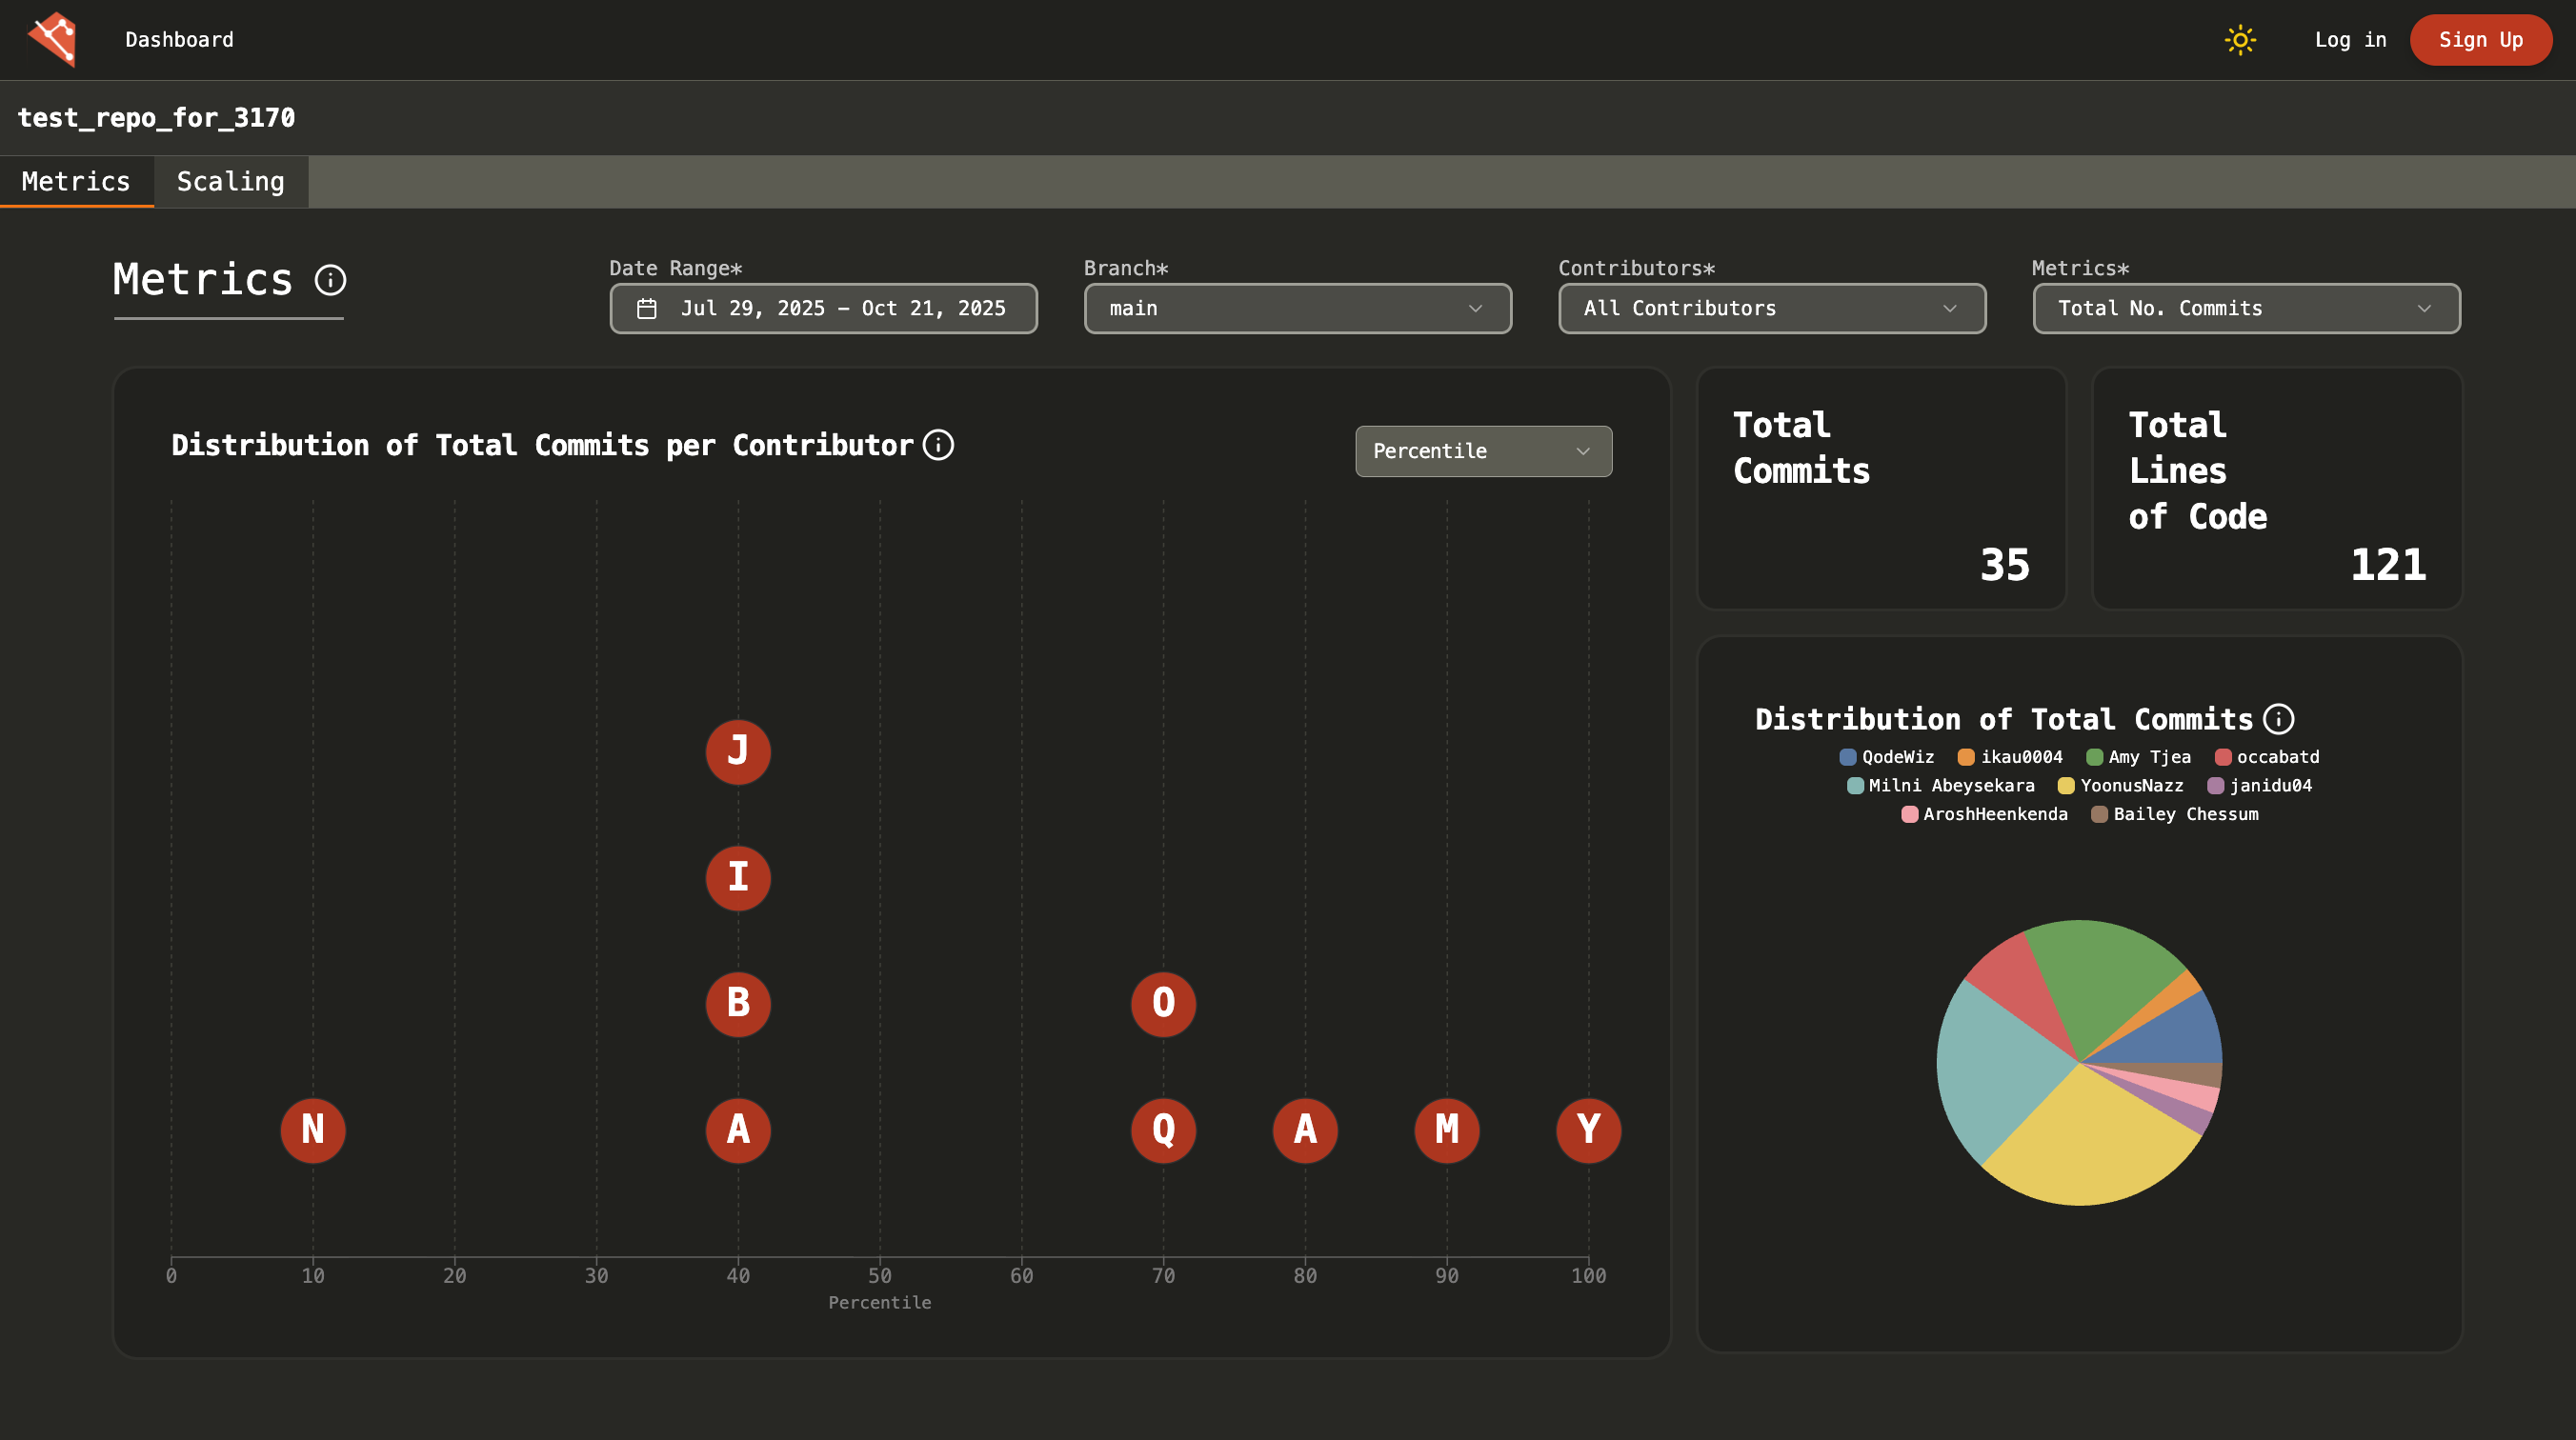 Dashboard
Log in
Sign Up
test_repo_for_3170
Metrics
Scaling
Metrics
Date Range*
Jul 29, 2025 – Oct 21, 2025
Branch*
main
Contributors*
All Contributors
Metrics*
Total No. Commits
Distribution of Total Commits per Contributor
Percentile
J
I
B
O
N
A
Q
A
M
Y
0 10 20 30 40 50 60 70 80 90 100
Percentile
Total
Commits
35
Total
Lines
of Code
121
Distribution of Total Commits
QodeWiz ikau0004 Amy Tjea occabatd
Milni Abeysekara YoonusNazz janidu04
AroshHeenkenda Bailey Chessum